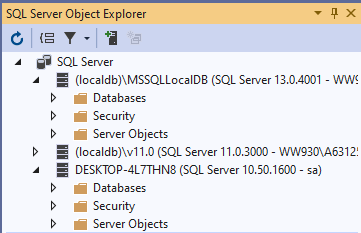 SQL Server Object Explorer
SQL Server
(localdb)\MSSQLLocalDB (SQL Server 13.0.4001 - WW9
Databases
Security
Server Objects
(localdb)\v11.0 (SQL Server 11.0.3000 - WW930\A6312
DESKTOP-4L7THN8 (SQL Server 10.50.1600 - sa)
Databases
Security
Server Objects